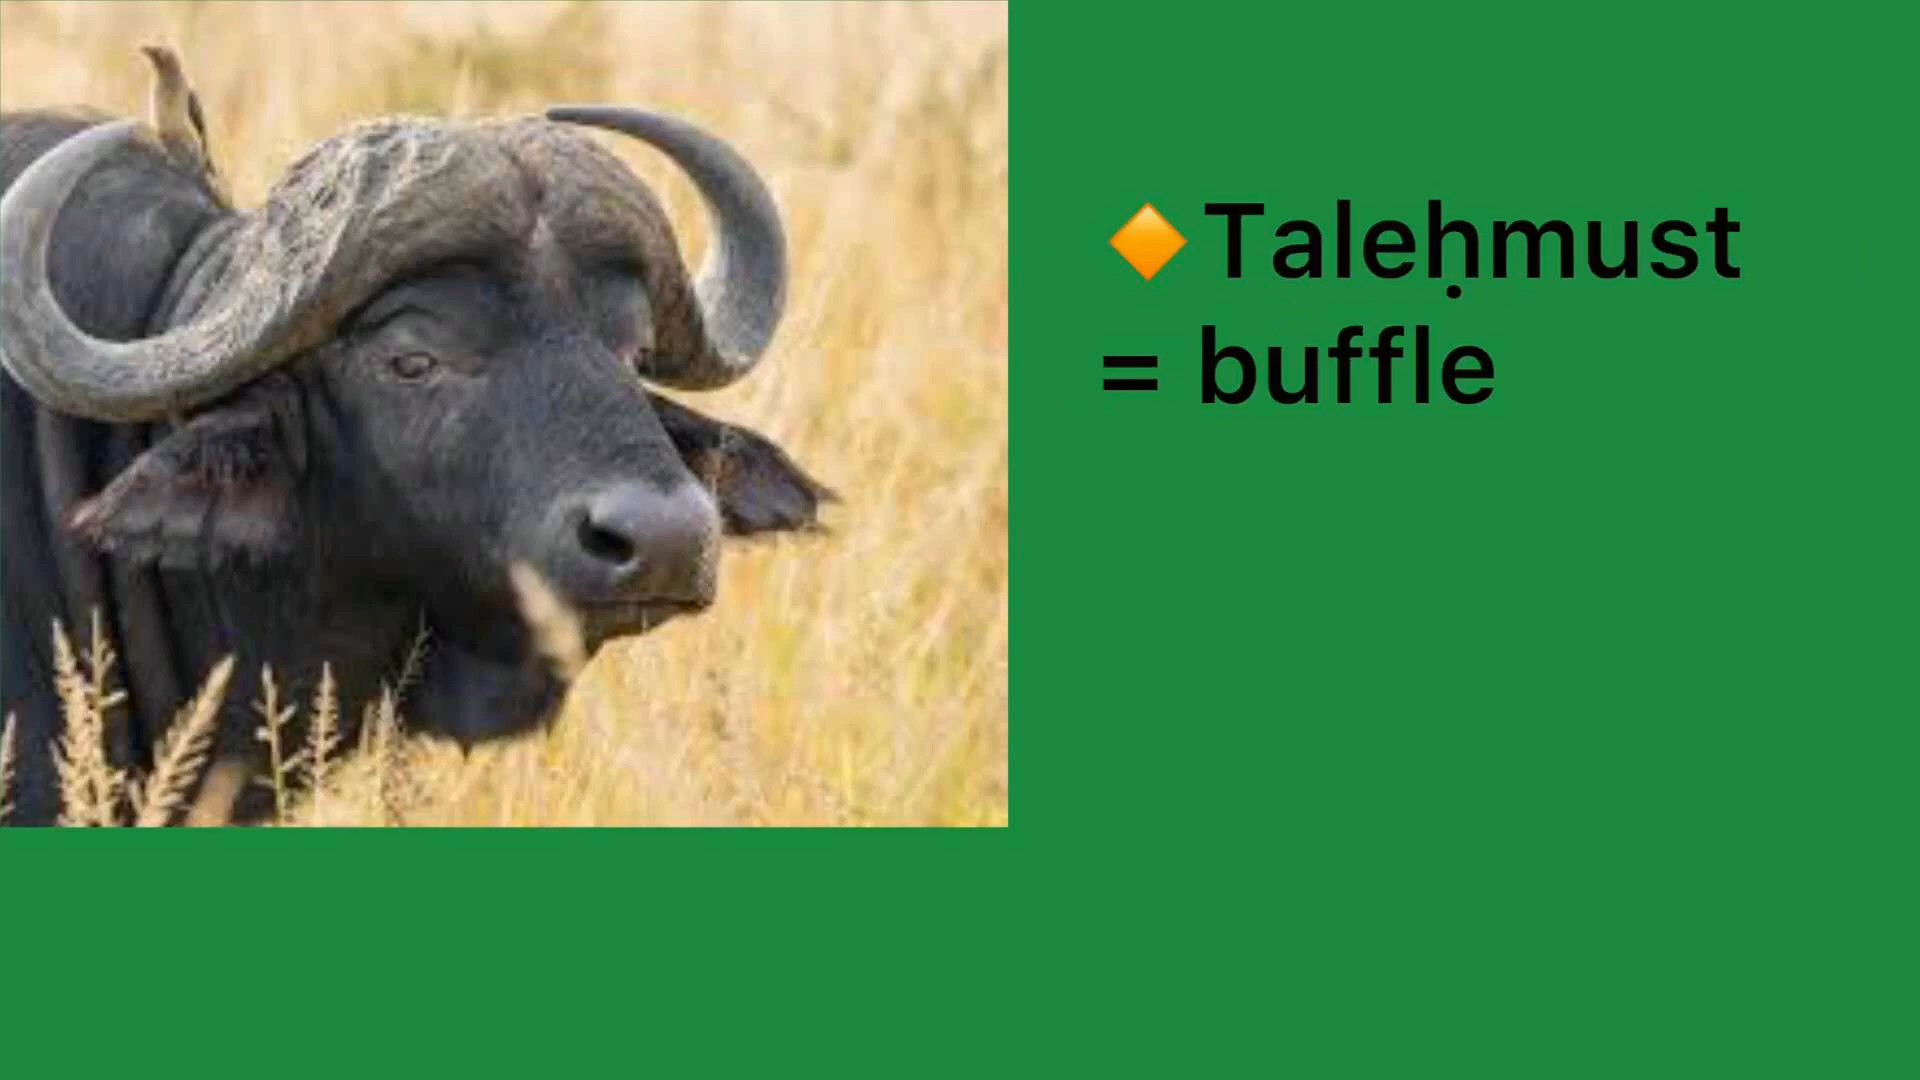 🔶Taleḥmust
= buffle